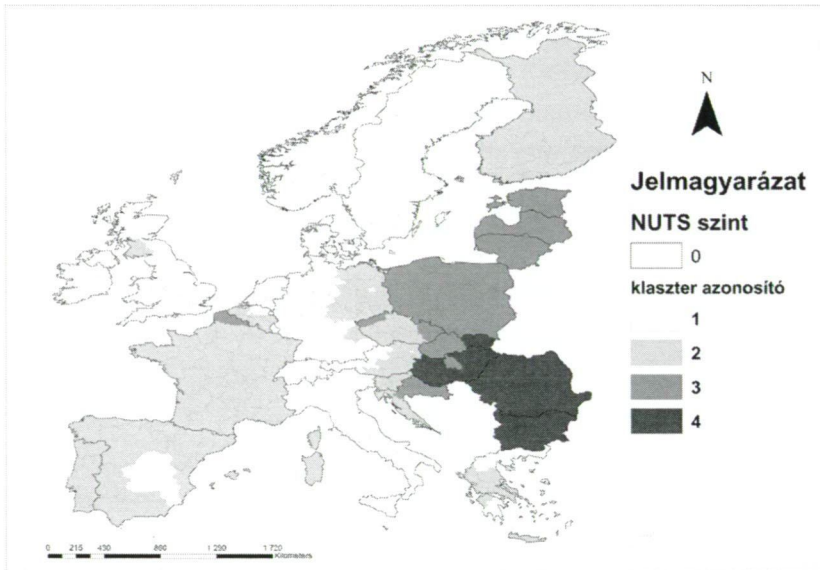 N
Jelmagyarázat
NUTS szint
0
klaszter azonosító
1
2
3
4
0 215 430 860 1 290 1 720
Kilometers